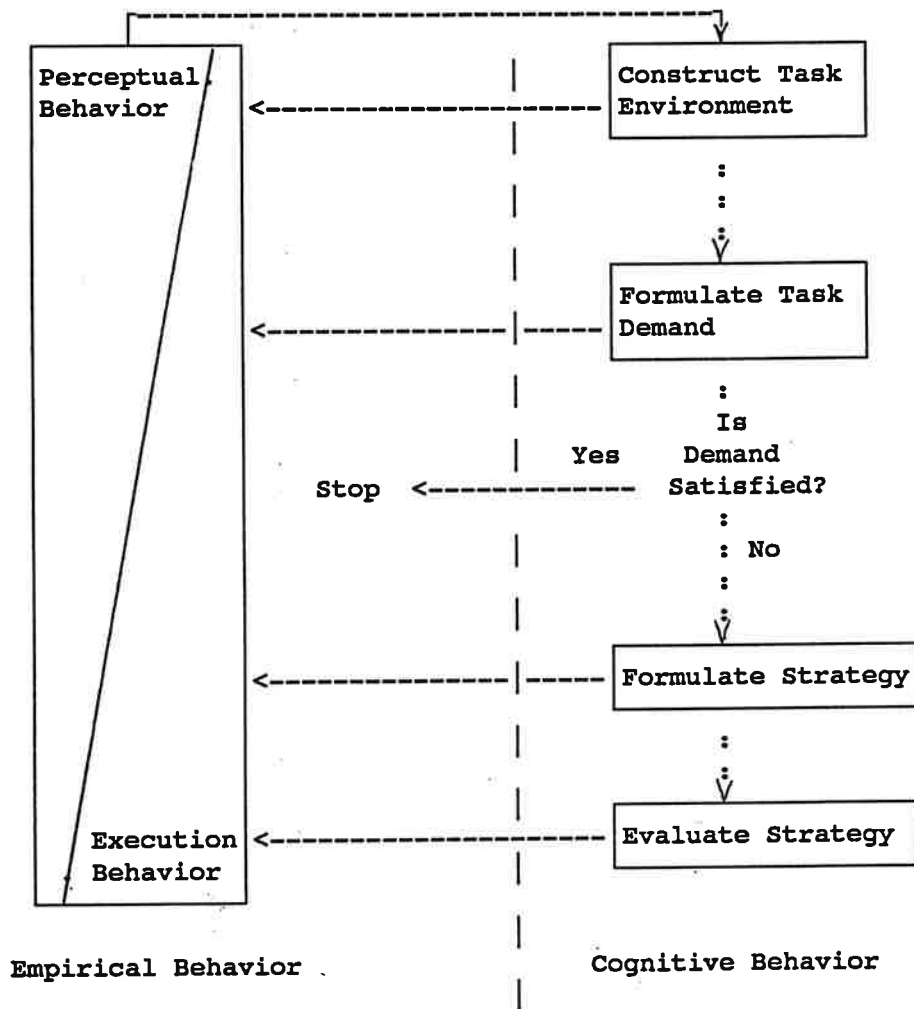 Perceptual
Behavior
Construct Task
Environment
Formulate Task
Demand
Is
Demand
Satisfied?
Yes
Stop
No
Formulate Strategy
Evaluate Strategy
Execution
Behavior
Empirical Behavior
Cognitive Behavior